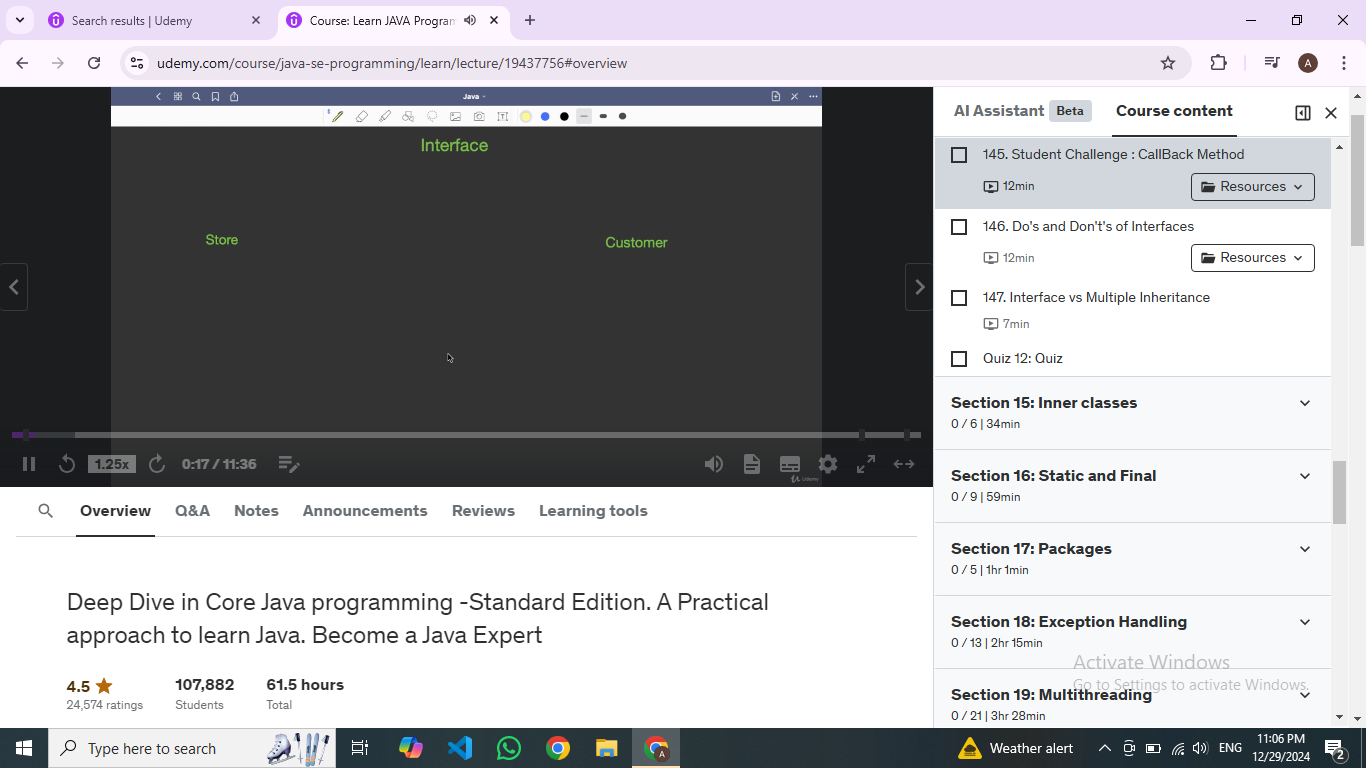 Search results | Udemy
Course: Learn JAVA Program
udemy.com/course/java-se-programming/learn/lecture/19437756#overview
A
Java
Interface
Store
Customer
1.25x
0:17 / 11:36
Udemy
Overview
Q&A
Notes
Announcements
Reviews
Learning tools
Deep Dive in Core Java programming -Standard Edition. A Practical
approach to learn Java. Become a Java Expert
4.5
107,882
61.5 hours
24,574 ratings
Students
Total
AI Assistant
Beta
Course content
145. Student Challenge : CallBack Method
12min
Resources
146. Do's and Don't's of Interfaces
12min
Resources
147. Interface vs Multiple Inheritance
7min
Quiz 12: Quiz
Section 15: Inner classes
0 / 6 | 34min
Section 16: Static and Final
0 / 9 | 59min
Section 17: Packages
0 / 5 | 1hr 1min
Section 18: Exception Handling
0 / 13 | 2hr 15min
Section 19: Multithreading
0 / 21 | 3hr 28min
Activate Windows
Go to Settings to activate Windows.
Type here to search
A
Weather alert
ENG
11:06 PM
12/29/2024
2